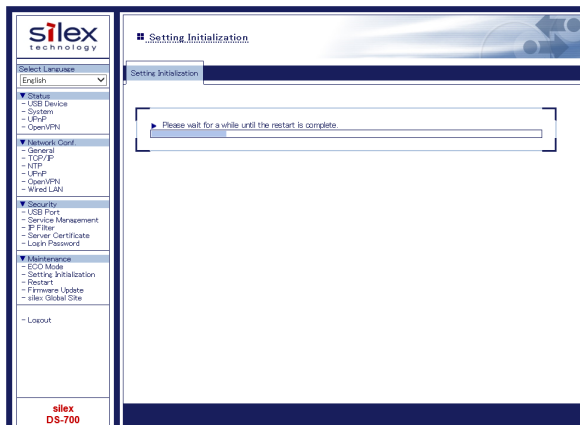 silex
technology
Select Language
English
▼ Status
- USB Device
- System
- UPnP
- OpenVPN
▼ Network Conf.
- General
- TCP/IP
- NTP
- UPnP
- OpenVPN
- Wired LAN
▼ Security
- USB Port
- Service Management
- IP Filter
- Server Certificate
- Login Password
▼ Maintenance
- ECO Mode
- Setting Initialization
- Restart
- Firmware Update
- silex Global Site
- Logout
silex
DS-700
Setting Initialization
Setting Initialization
Please wait for a while until the restart is complete.